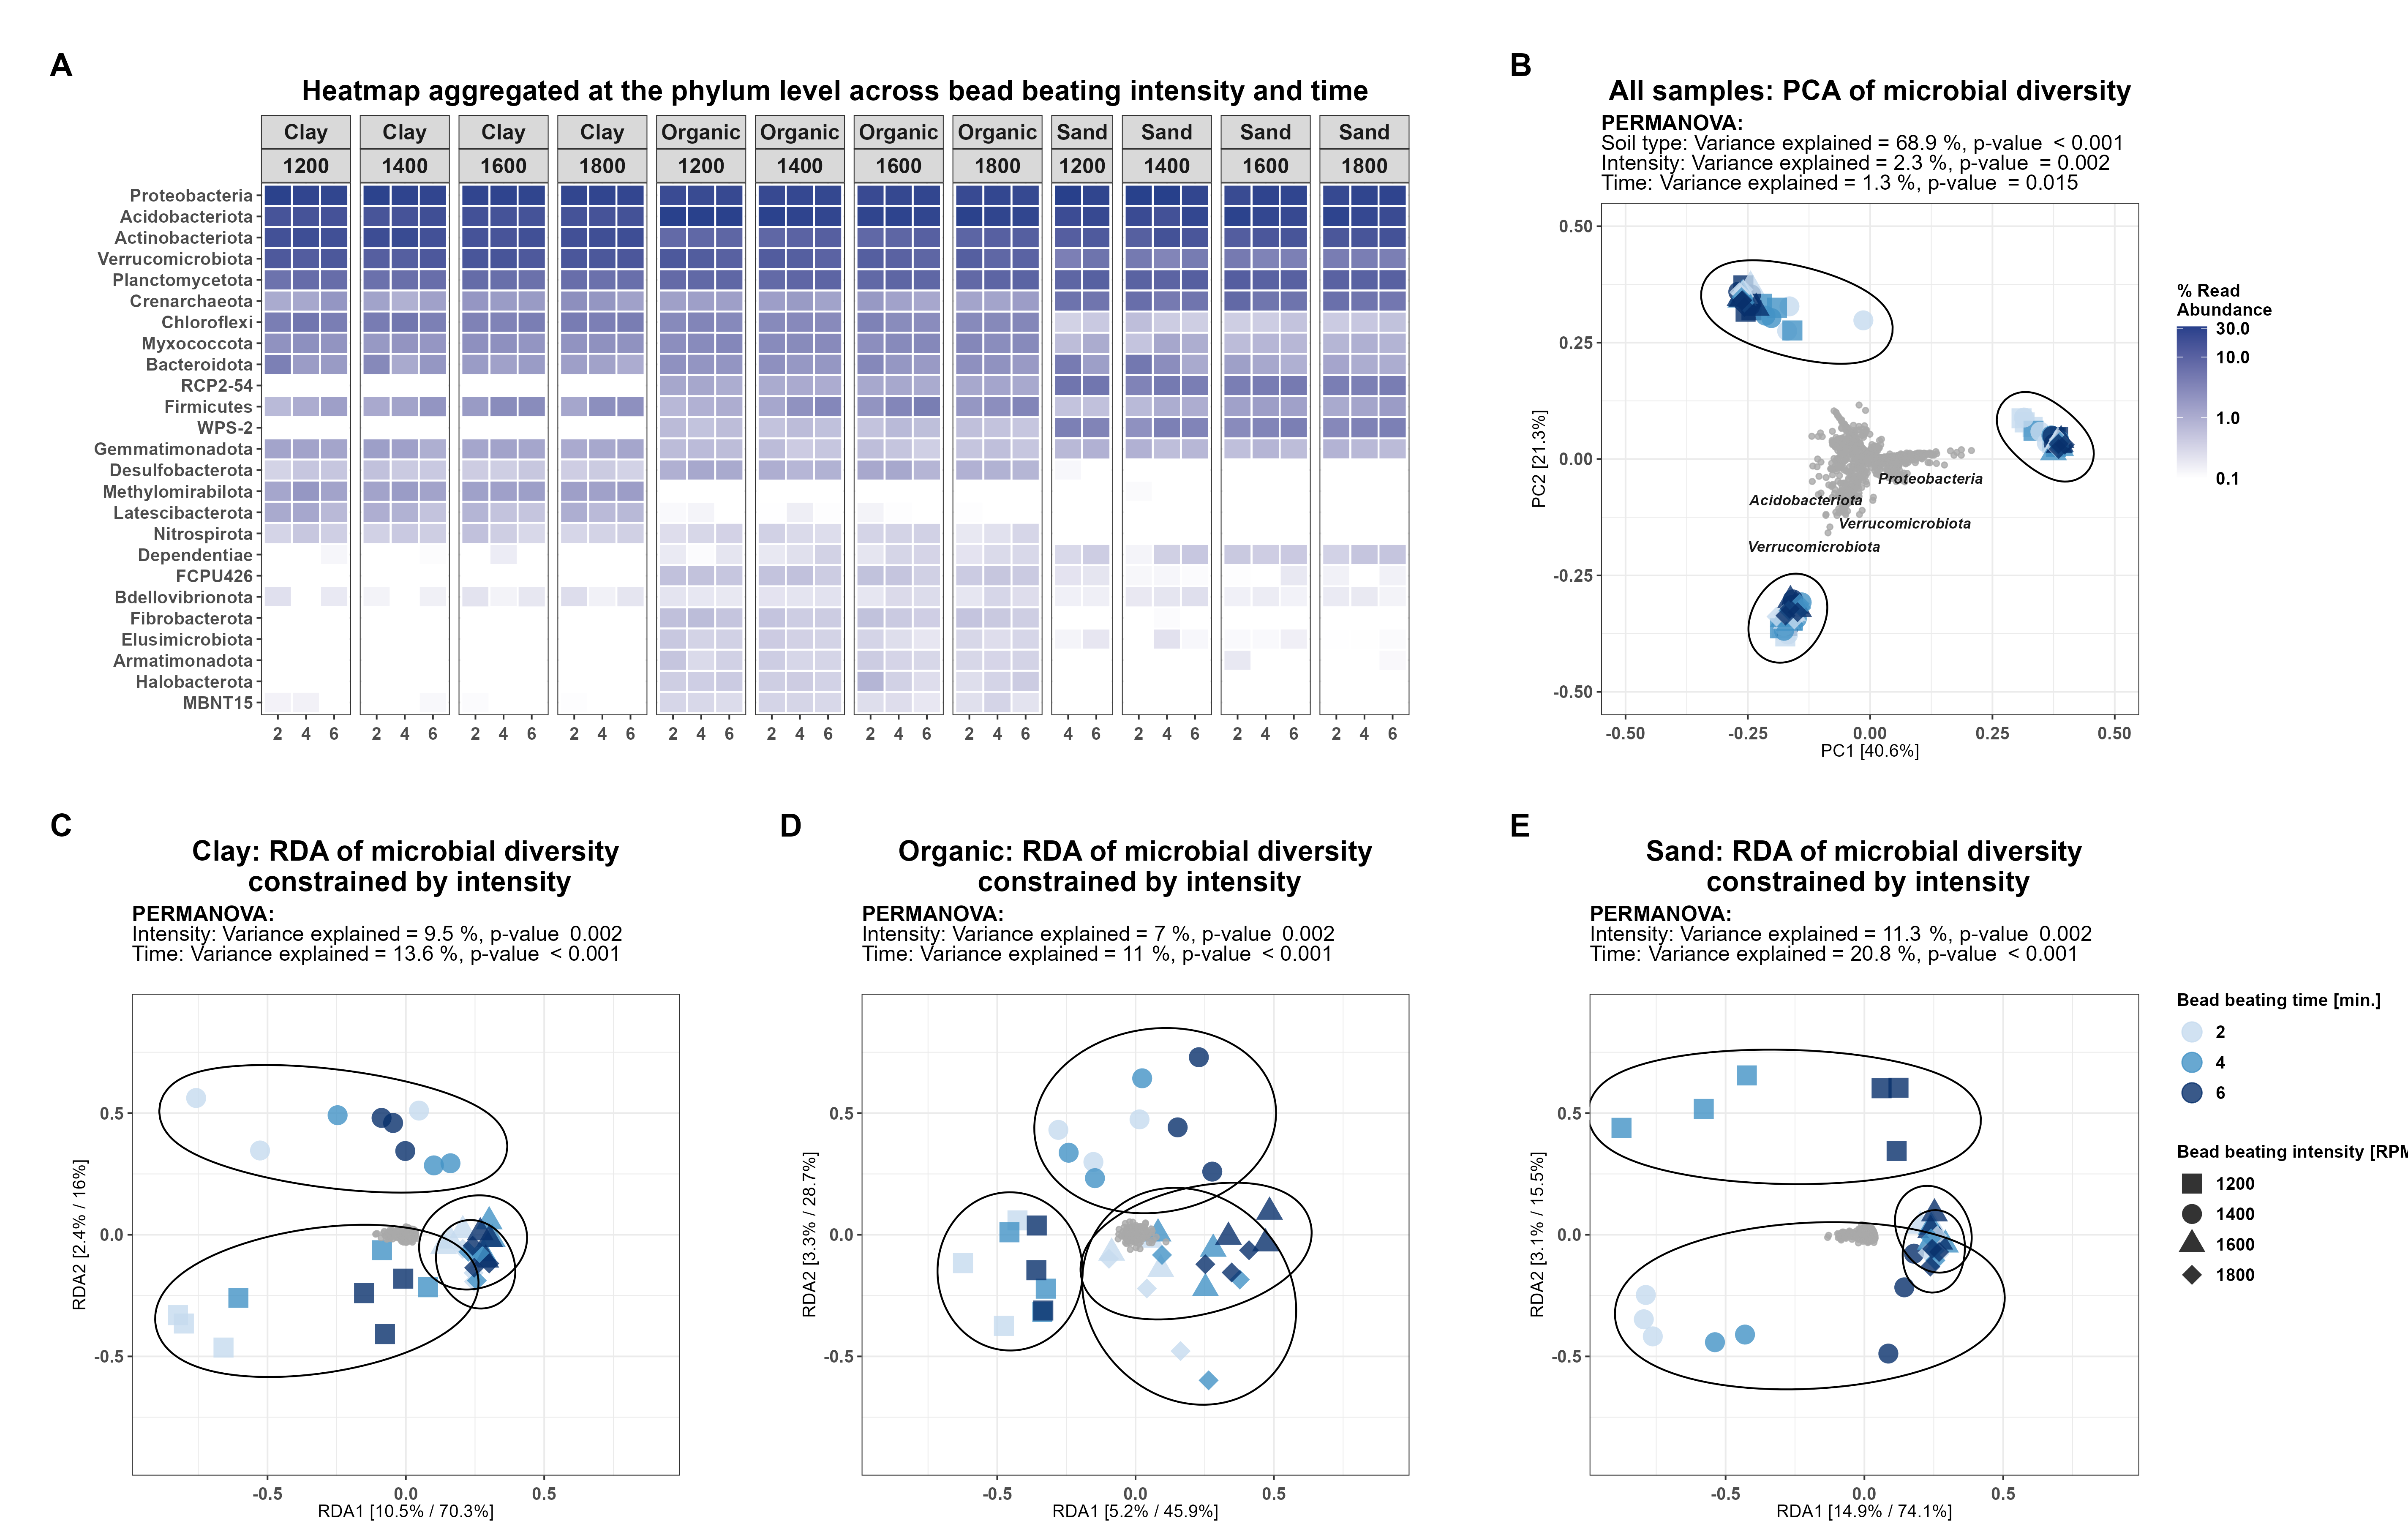 A
Heatmap aggregated at the phylum level across bead beating intensity and time
Clay Clay Clay Clay Organic Organic Organic Organic Sand Sand Sand Sand
1200 1400 1600 1800 1200 1400 1600 1800 1200 1400 1600 1800
Proteobacteria
Acidobacteriota
Actinobacteriota
Verrucomicrobiota
Planctomycetota
Crenarchaeota
Chloroflexi
Myxococcota
Bacteroidota
RCP2-54
Firmicutes
WPS-2
Gemmatimonadota
Desulfobacterota
Methylomirabilota
Latescibacterota
Nitrospirota
Dependentiae
FCPU426
Bdellovibrionota
Fibrobacterota
Elusimicrobiota
Armatimonadota
Halobacterota
MBNT15
2 4 6 2 4 6 2 4 6 2 4 6 2 4 6 2 4 6 2 4 6 2 4 6 4 6 2 4 6 2 4 6 2 4 6
B
All samples: PCA of microbial diversity
PERMANOVA:
Soil type: Variance explained = 68.9 %, p-value < 0.001
Intensity: Variance explained = 2.3 %, p-value = 0.002
Time: Variance explained = 1.3 %, p-value = 0.015
PC2 [21.3%]
0.50
0.25
0.00
-0.25
-0.50
Proteobacteria
Acidobacteriota
Verrucomicrobiota
Verrucomicrobiota
-0.50 -0.25 0.00 0.25 0.50
PC1 [40.6%]
% Read
Abundance
30.0
10.0
1.0
0.1
C
Clay: RDA of microbial diversity
constrained by intensity
PERMANOVA:
Intensity: Variance explained = 9.5 %, p-value 0.002
Time: Variance explained = 13.6 %, p-value < 0.001
RDA2 [2.4% / 16%]
0.5
0.0
-0.5
-0.5 0.0 0.5
RDA1 [10.5% / 70.3%]
D
Organic: RDA of microbial diversity
constrained by intensity
PERMANOVA:
Intensity: Variance explained = 7 %, p-value 0.002
Time: Variance explained = 11 %, p-value < 0.001
RDA2 [3.3% / 28.7%]
0.5
0.0
-0.5
-0.5 0.0 0.5
RDA1 [5.2% / 45.9%]
E
Sand: RDA of microbial diversity
constrained by intensity
PERMANOVA:
Intensity: Variance explained = 11.3 %, p-value 0.002
Time: Variance explained = 20.8 %, p-value < 0.001
RDA2 [3.1% / 15.5%]
0.5
0.0
-0.5
-0.5 0.0 0.5
RDA1 [14.9% / 74.1%]
Bead beating time [min.]
2
4
6
Bead beating intensity [RPM
1200
1400
1600
1800